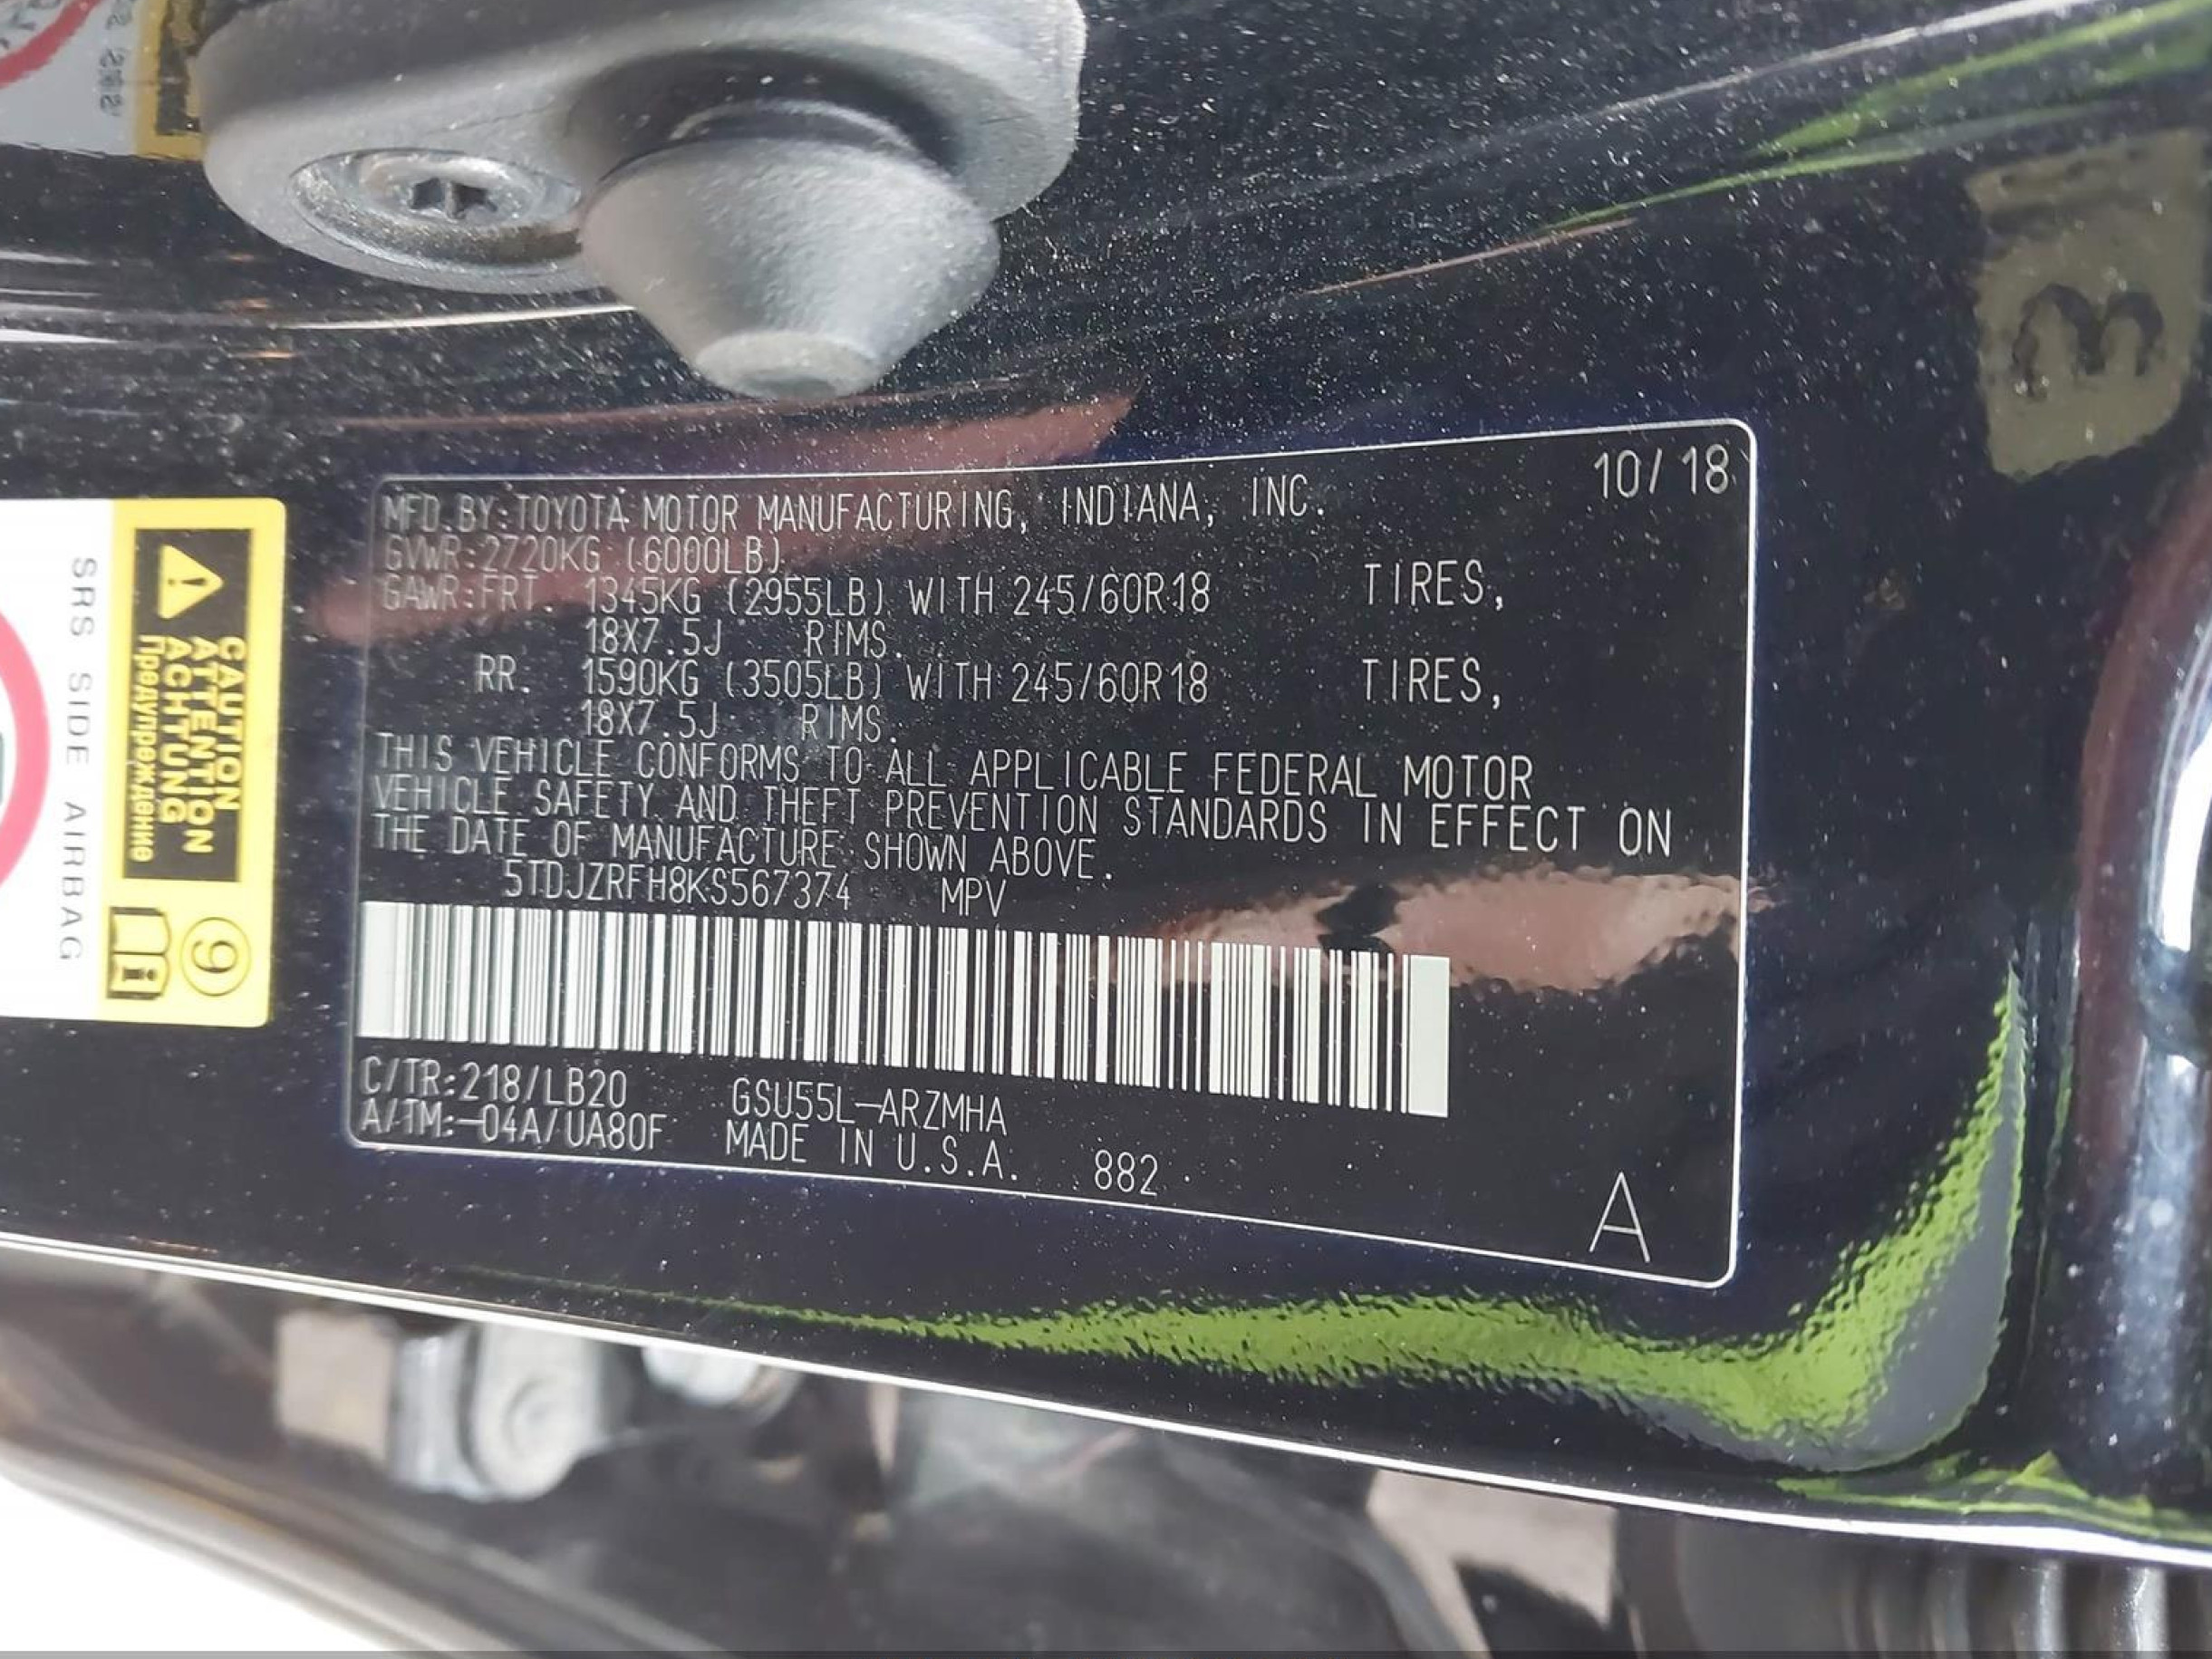 10/18
MFD.BY:TOYOTA MOTOR MANUFACTURING, INDIANA, INC.
GVWR:2720KG (6000LB)
GAWR:FRT. 1345KG (2955LB) WITH 245/60R18 TIRES,
18X7.5J RIMS.
RR. 1590KG (3505LB) WITH 245/60R18 TIRES,
18X7.5J RIMS.
THIS VEHICLE CONFORMS TO ALL APPLICABLE FEDERAL MOTOR
VEHICLE SAFETY AND THEFT PREVENTION STANDARDS IN EFFECT ON
THE DATE OF MANUFACTURE SHOWN ABOVE.
5TDJZRFH8KS567374 MPV
C/TR:218/LB20 GSU55L-ARZMHA
A/TM:-04A/UA80F MADE IN U.S.A. 882
A
CAUTION
ATTENTION
ACHTUNG
Предупреждение
9
i
SRS SIDE AIRBAG
3